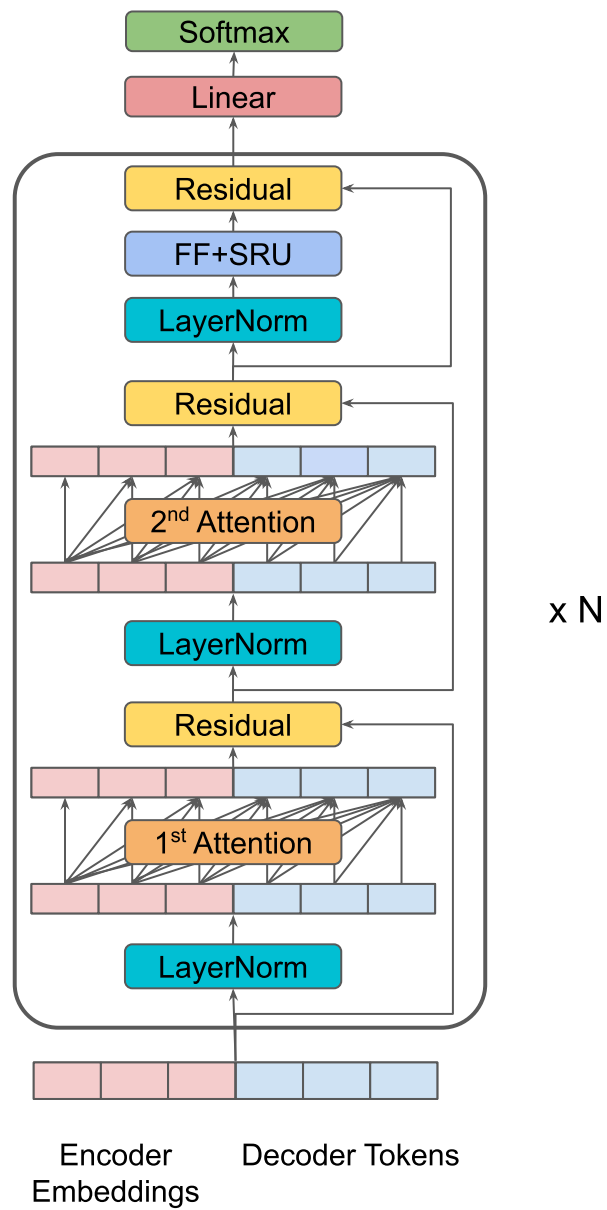 Softmax
Linear
Residual
FF+SRU
LayerNorm
Residual
2nd Attention
x N
LayerNorm
Residual
1st Attention
LayerNorm
Encoder
Embeddings
Decoder Tokens